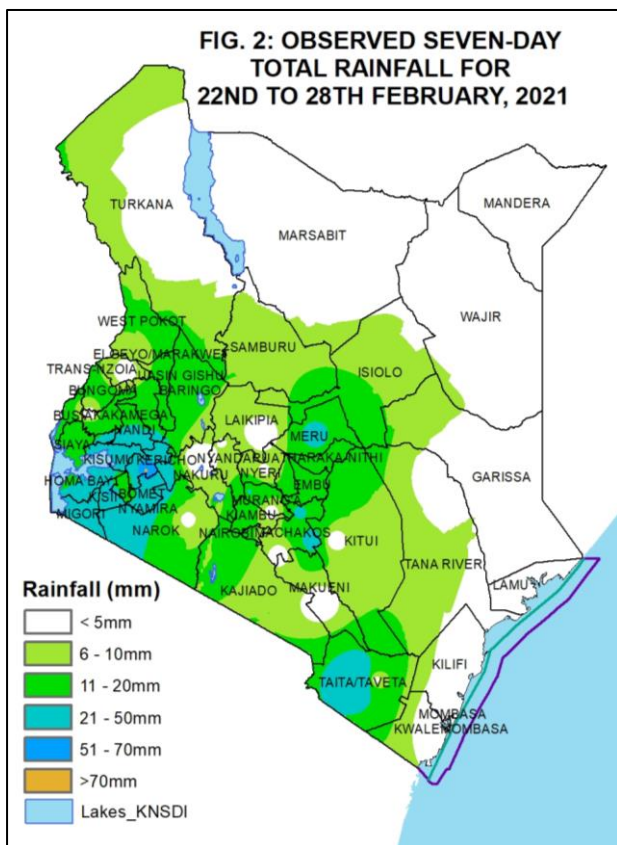 FIG. 2: OBSERVED SEVEN-DAY
TOTAL RAINFALL FOR
22ND TO 28TH FEBRUARY, 2021
TURKANA
MARSABIT
MANDERA
WAJIR
WEST POKOT
ELGEYO/MARAKWET
SAMBURU
TRANS-NZOIA
UASIN GISHU
ISIOLO
BUNGOMA
BARINGO
BUSIA
KAKAMEGA
LAIKIPIA
NANDI
MERU
SIAYA
KISUMU
KERICHO
NYANDARUA
THARAKA-NITHI
GARISSA
NAKURU
NYERI
HOMA BAY
EMBU
KISII
BOMET
MURANG'A
MIGORI
NYAMIRA
KIAMBU
NAROK
NAIROBI
MACHAKOS
KITUI
TANA RIVER
KAJIADO
MAKUENI
LAMU
KILIFI
TAITA/TAVETA
MOMBASA
KWALE
MOMBASA
Rainfall (mm)
< 5mm
6 - 10mm
11 - 20mm
21 - 50mm
51 - 70mm
>70mm
Lakes_KNSDI